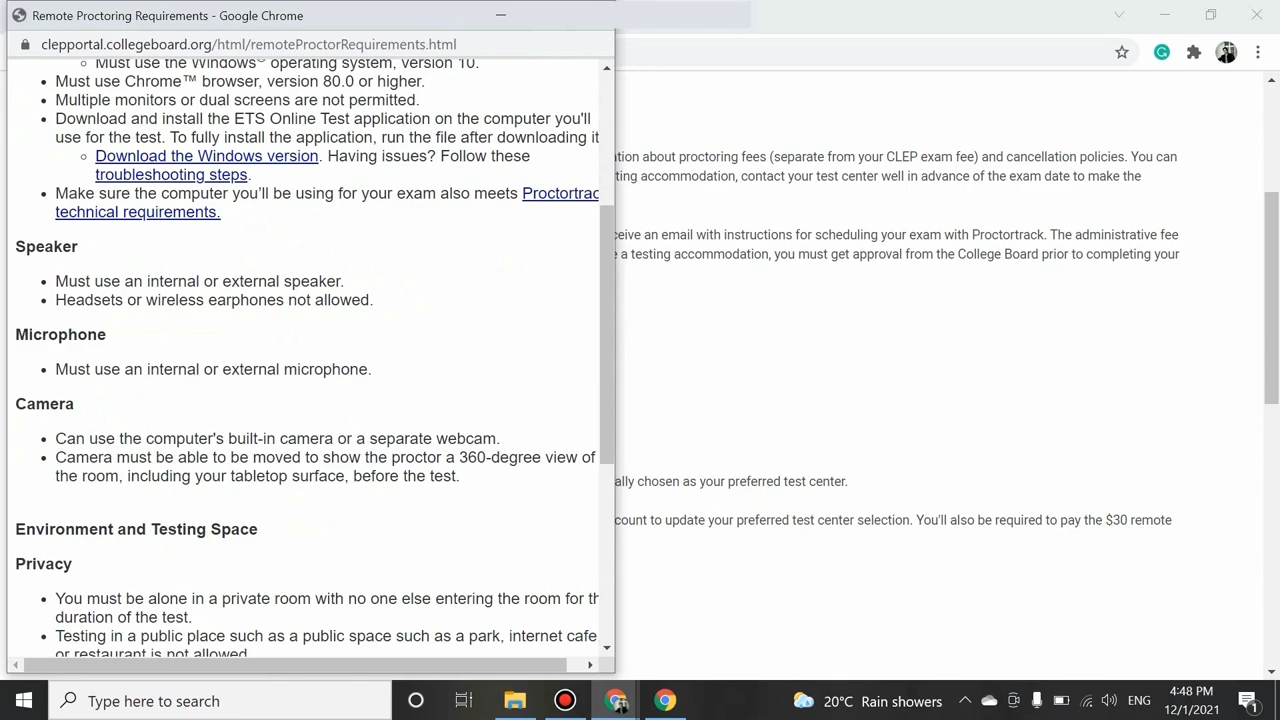 Remote Proctoring Requirements - Google Chrome
clepportal.collegeboard.org/html/remoteProctorRequirements.html
Must use the Windows® operating system, version 10.
Must use Chrome™ browser, version 80.0 or higher.
Multiple monitors or dual screens are not permitted.
Download and install the ETS Online Test application on the computer you'll
use for the test. To fully install the application, run the file after downloading it
Download the Windows version. Having issues? Follow these
troubleshooting steps.
Make sure the computer you'll be using for your exam also meets Proctortrac
technical requirements.
Speaker
Must use an internal or external speaker.
Headsets or wireless earphones not allowed.
Microphone
Must use an internal or external microphone.
Camera
Can use the computer's built-in camera or a separate webcam.
Camera must be able to be moved to show the proctor a 360-degree view of
the room, including your tabletop surface, before the test.
Environment and Testing Space
Privacy
You must be alone in a private room with no one else entering the room for th
duration of the test.
Testing in a public place such as a public space such as a park, internet cafe
or restaurant is not allowed
tion about proctoring fees (separate from your CLEP exam fee) and cancellation policies. You can
ting accommodation, contact your test center well in advance of the exam date to make the
ceive an email with instructions for scheduling your exam with Proctortrack. The administrative fee
e a testing accommodation, you must get approval from the College Board prior to completing your
ally chosen as your preferred test center.
count to update your preferred test center selection. You'll also be required to pay the $30 remote
Type here to search
20°C Rain showers
ENG
4:48 PM
12/1/2021
1